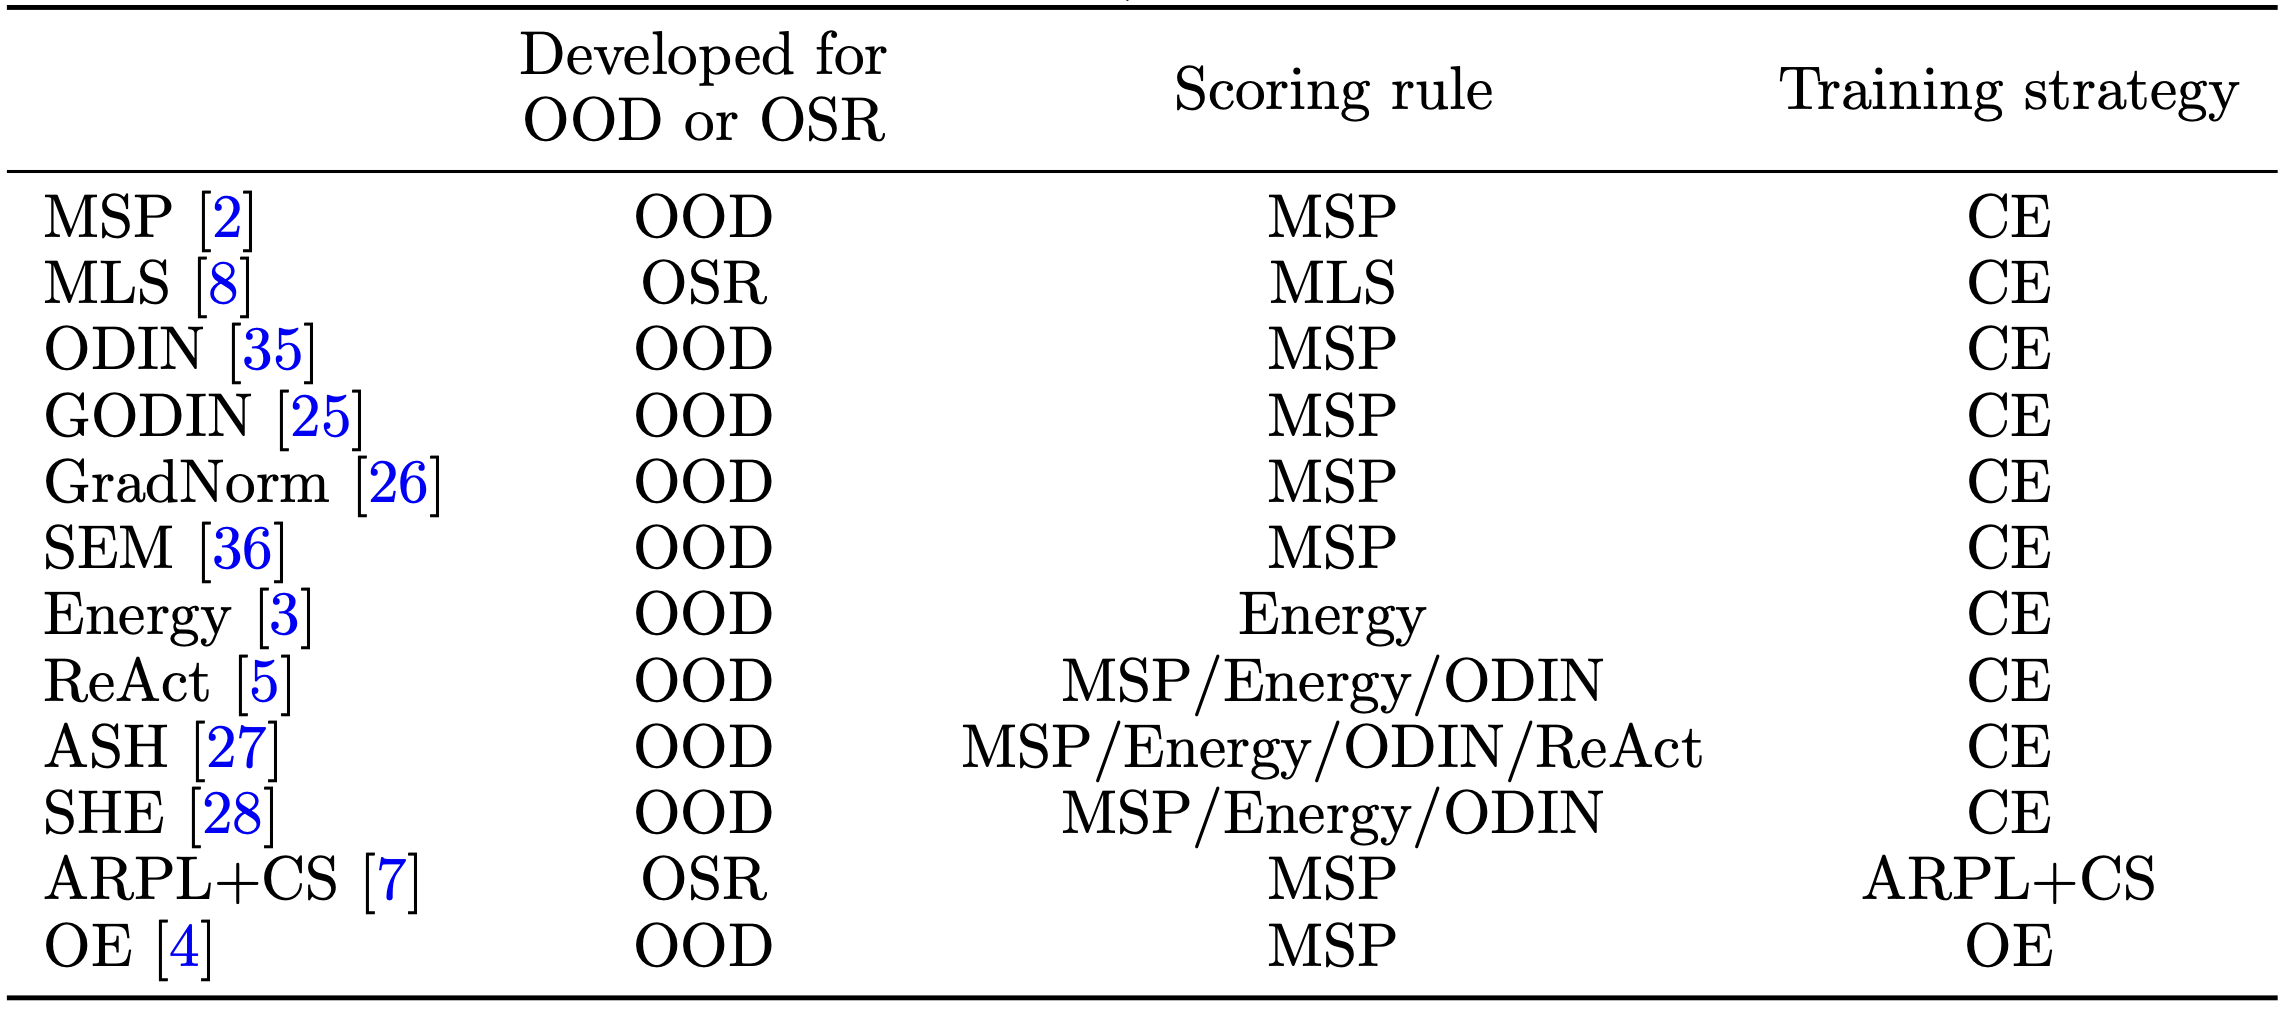 Developed for
OOD or OSR Scoring rule Training strategy
MSP [2] OOD MSP CE
MLS [8] OSR MLS CE
ODIN [35] OOD MSP CE
GODIN [25] OOD MSP CE
GradNorm [26] OOD MSP CE
SEM [36] OOD MSP CE
Energy [3] OOD Energy CE
ReAct [5] OOD MSP/Energy/ODIN CE
ASH [27] OOD MSP/Energy/ODIN/ReAct CE
SHE [28] OOD MSP/Energy/ODIN CE
ARPL+CS [7] OSR MSP ARPL+CS
OE [4] OOD MSP OE